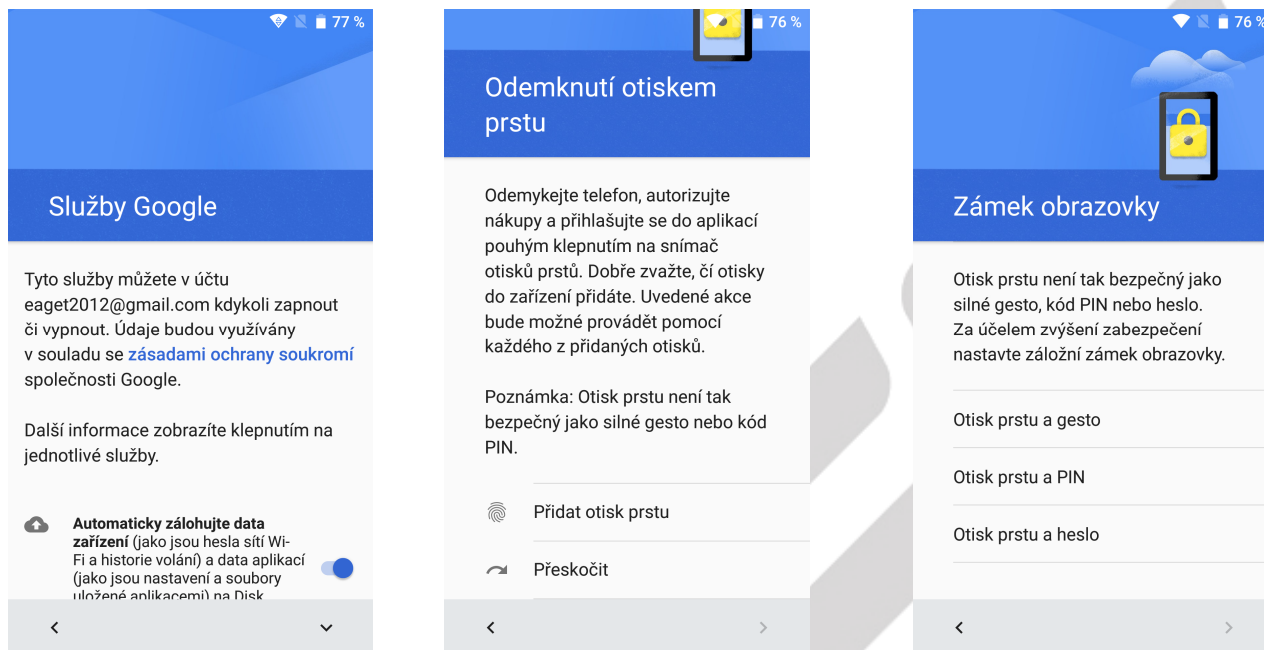 77 %
Služby Google
Tyto služby můžete v účtu
eaget2012@gmail.com kdykoli zapnout
či vypnout. Údaje budou využívány
v souladu se zásadami ochrany soukromí
společnosti Google.
Další informace zobrazíte klepnutím na
jednotlivé služby.
Automaticky zálohujte data
zařízení (jako jsou hesla sítí Wi-
Fi a historie volání) a data aplikací
(jako jsou nastavení a soubory
uložené aplikacemi) na Disk
76 %
Odemknutí otiskem
prstu
Odemykejte telefon, autorizujte
nákupy a přihlašujte se do aplikací
pouhým klepnutím na snímač
otisků prstů. Dobře zvažte, čí otisky
do zařízení přidáte. Uvedené akce
bude možné provádět pomocí
každého z přidaných otisků.
Poznámka: Otisk prstu není tak
bezpečný jako silné gesto nebo kód
PIN.
Přidat otisk prstu
Přeskočit
76 %
Zámek obrazovky
Otisk prstu není tak bezpečný jako
silné gesto, kód PIN nebo heslo.
Za účelem zvýšení zabezpečení
nastavte záložní zámek obrazovky.
Otisk prstu a gesto
Otisk prstu a PIN
Otisk prstu a heslo